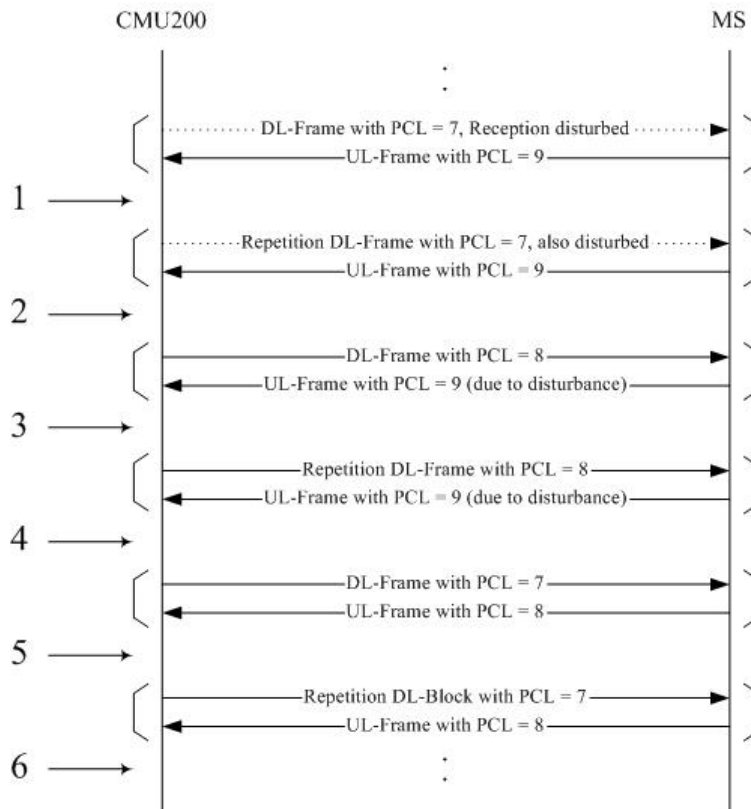 CMU200 MS
DL-Frame with PCL = 7, Reception disturbed
UL-Frame with PCL = 9
1
Repetition DL-Frame with PCL = 7, also disturbed
UL-Frame with PCL = 9
2
DL-Frame with PCL = 8
UL-Frame with PCL = 9 (due to disturbance)
3
Repetition DL-Frame with PCL = 8
UL-Frame with PCL = 9 (due to disturbance)
4
DL-Frame with PCL = 7
UL-Frame with PCL = 8
5
Repetition DL-Block with PCL = 7
UL-Frame with PCL = 8
6